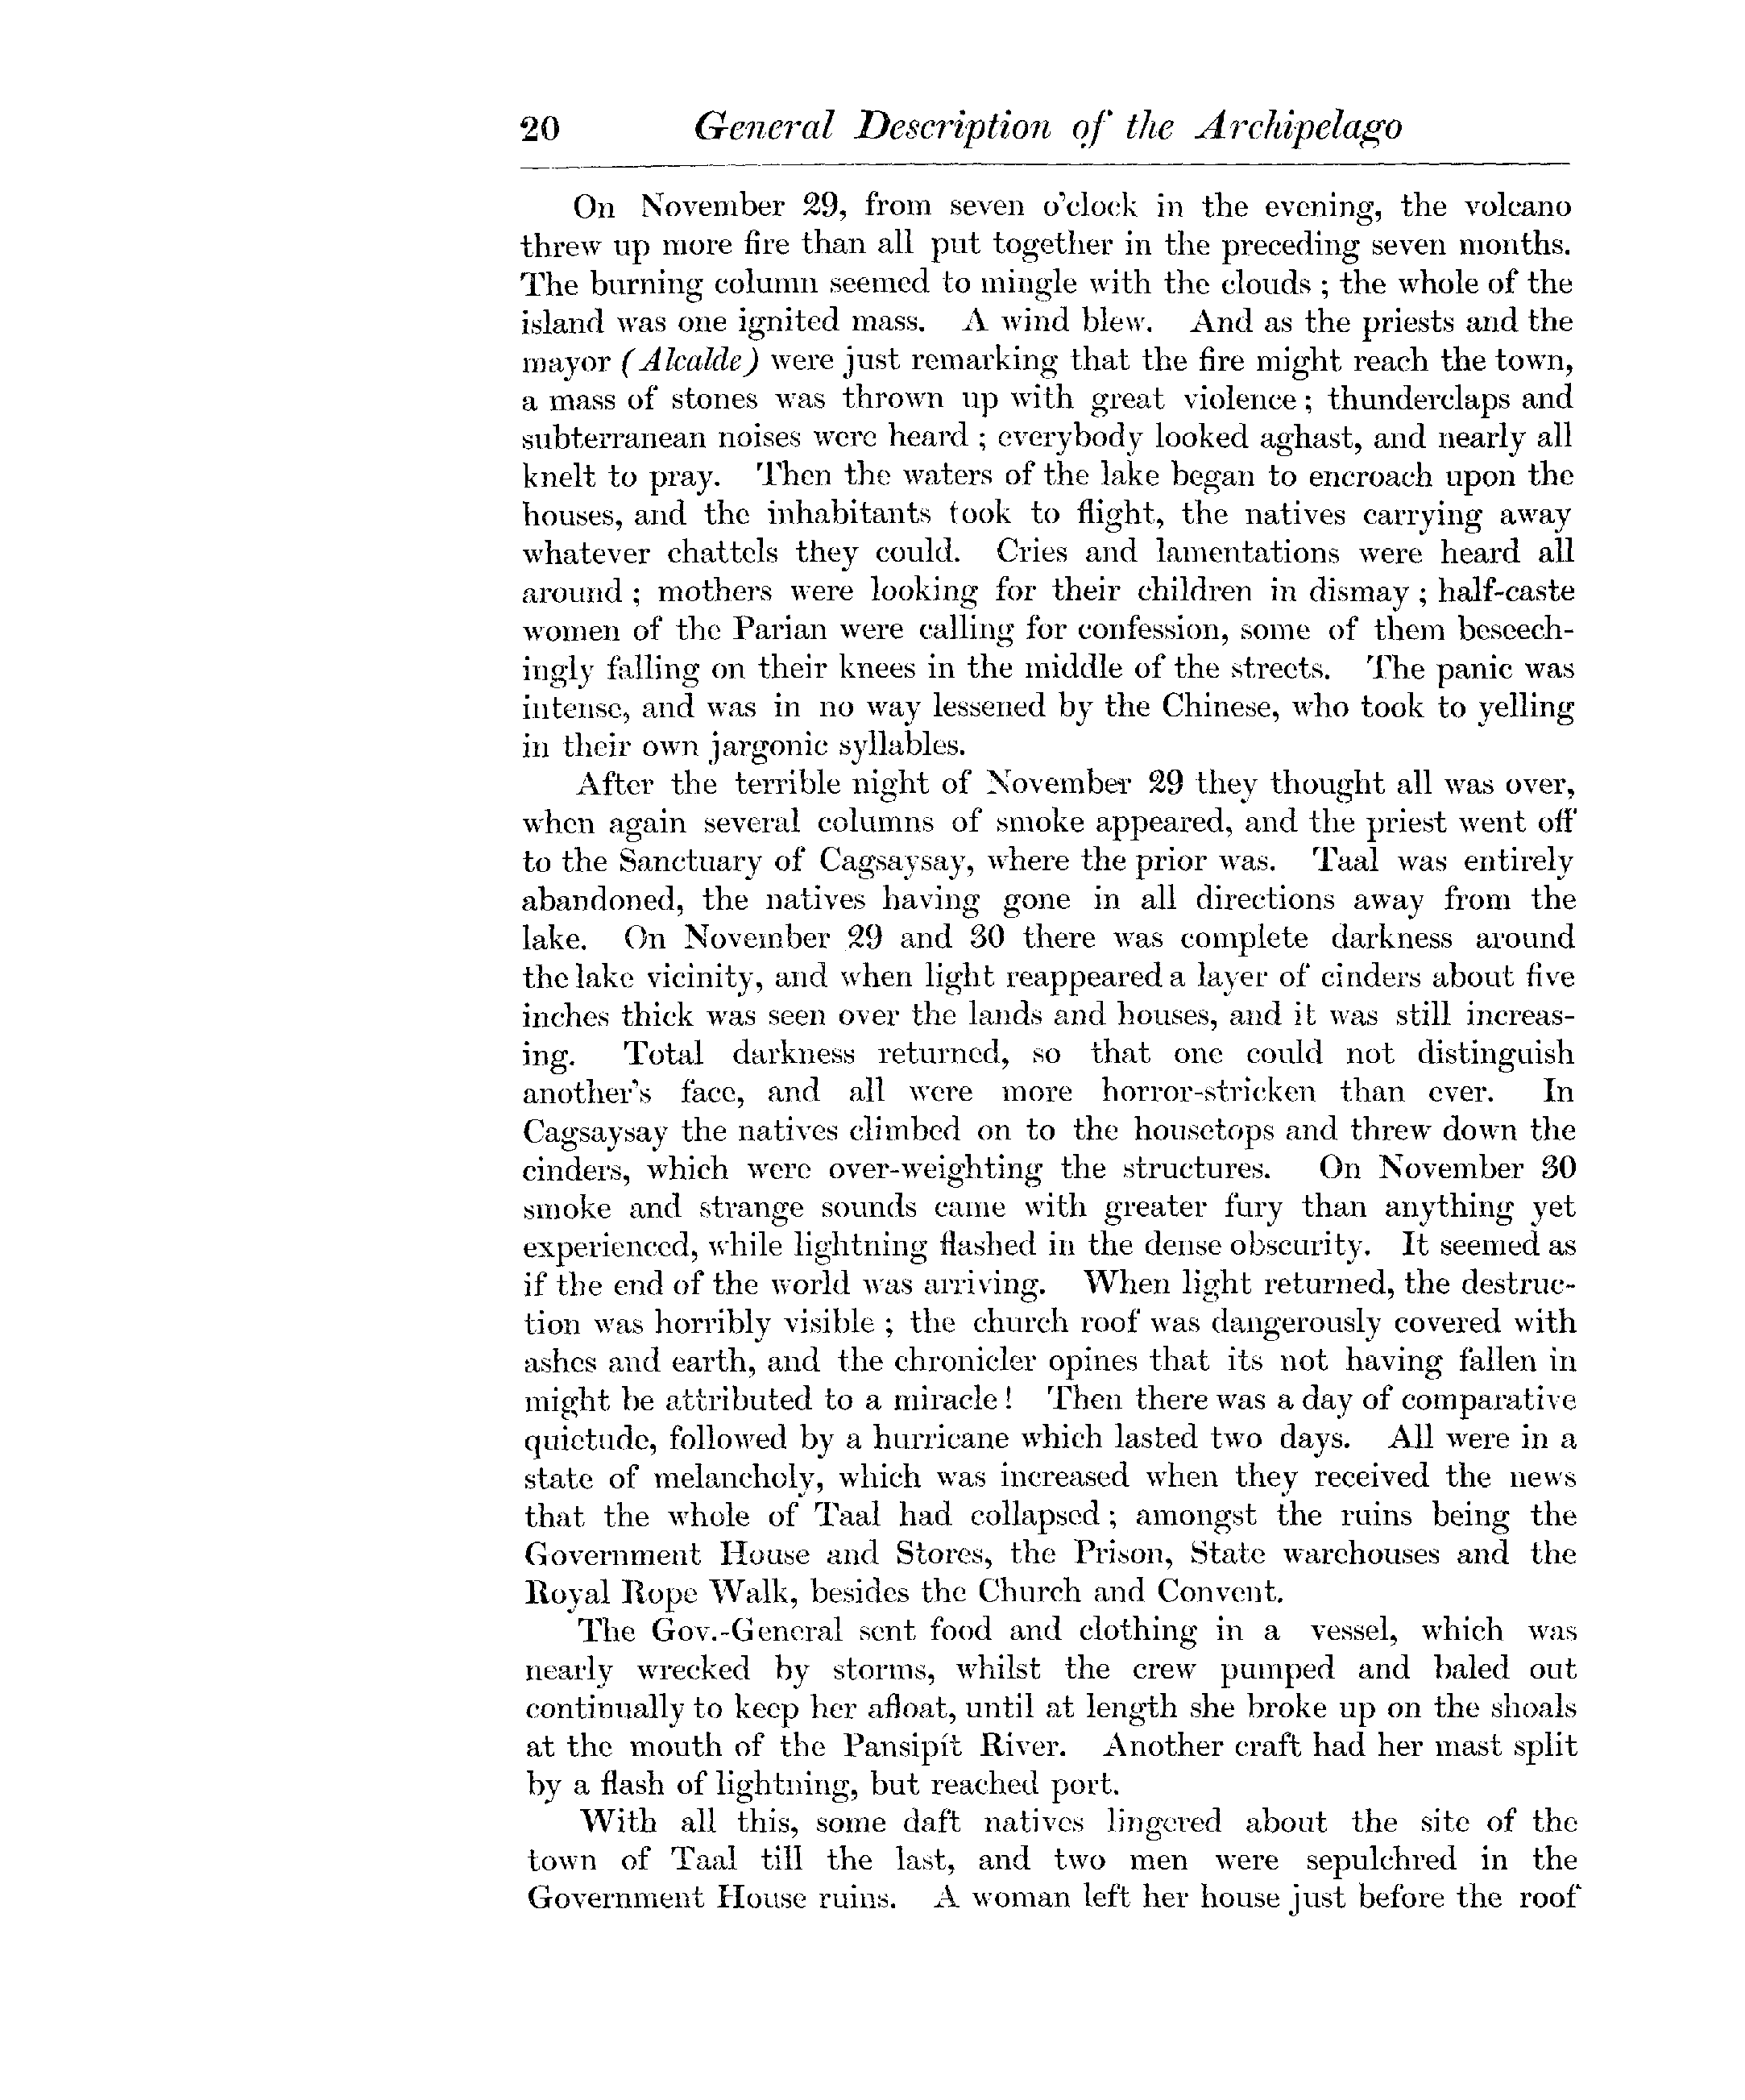 20 General Description of the Archipelago
On November 29, from seven o'clock in the evening, the volcano
threw up more fire than all put together in the preceding seven months.
The burning column seemed to mingle with the clouds ; the whole of the
island was one ignited mass. A wind blew. And as the priests and the
mayor (Alcalde) were just remarking that the fire might reach the town,
a mass of stones was thrown up with great violence ; thunderclaps and
subterranean noises were heard ; everybody looked aghast, and nearly all
knelt to pray. Then the waters of the lake began to encroach upon the
houses, and the inhabitants took to flight, the natives carrying away
whatever chattels they could. Cries and lamentations were heard all
around ; mothers were looking for their children in dismay ; half-caste
women of the Parian were calling for confession, some of them beseech-
ingly falling on their knees in the middle of the streets. The panic was
intense, and was in no way lessened by the Chinese, who took to yelling
in their own jargonic syllables.
After the terrible night of November 29 they thought all was over,
when again several columns of smoke appeared, and the priest went off
to the Sanctuary of Cagsaysay, where the prior was. Taal was entirely
abandoned, the natives having gone in all directions away from the
lake. On November 29 and 30 there was complete darkness around
the lake vicinity, and when light reappeared a layer of cinders about five
inches thick was seen over the lands and houses, and it was still increas-
ing. Total darkness returned, so that one could not distinguish
another's face, and all were more horror-stricken than ever. In
Cagsaysay the natives climbed on to the housetops and threw down the
cinders, which were over-weighting the structures. On November 30
smoke and strange sounds came with greater fury than anything yet
experienced, while lightning flashed in the dense obscurity. It seemed as
if the end of the world was arriving. When light returned, the destruc-
tion was horribly visible ; the church roof was dangerously covered with
ashes and earth, and the chronicler opines that its not having fallen in
might be attributed to a miracle ! Then there was a day of comparative
quietude, followed by a hurricane which lasted two days. All were in a
state of melancholy, which was increased when they received the news
that the whole of Taal had collapsed ; amongst the ruins being the
Government House and Stores, the Prison, State warehouses and the
Royal Rope Walk, besides the Church and Convent.
The Gov.-General sent food and clothing in a vessel, which was
nearly wrecked by storms, whilst the crew pumped and baled out
continually to keep her afloat, until at length she broke up on the shoals
at the mouth of the Pansipít River. Another craft had her mast split
by a flash of lightning, but reached port.
With all this, some daft natives lingered about the site of the
town of Taal till the last, and two men were sepulchred in the
Government House ruins. A woman left her house just before the roof